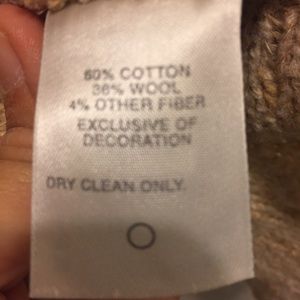 60% COTTON
36% WOOL
4% OTHER FIBER
EXCLUSIVE OF
DECORATION
DRY CLEAN ONLY.